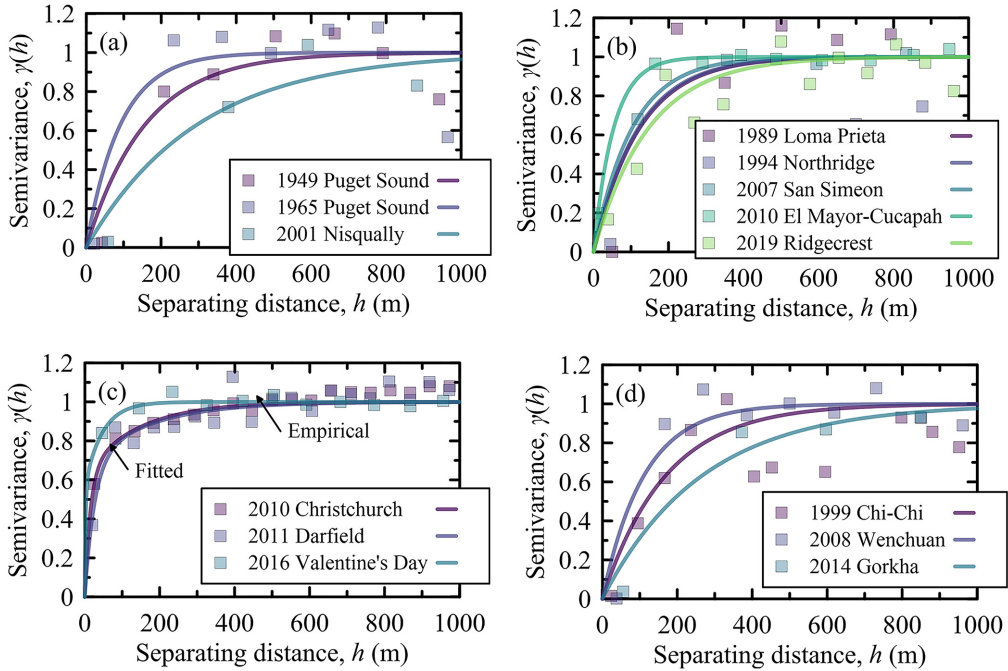 1.2
1.0
0.8
0.6
0.4
0.2
0
Semivariance, γ(h)
(a)
1949 Puget Sound
1965 Puget Sound
2001 Nisqually
0 200 400 600 800 1000
Separating distance, h (m)
1.2
1.0
0.8
0.6
0.4
0.2
0
Semivariance, γ(h)
(b)
1989 Loma Prieta
1994 Northridge
2007 San Simeon
2010 El Mayor-Cucapah
2019 Ridgecrest
0 200 400 600 800 1000
Separating distance, h (m)
1.2
1.0
0.8
0.6
0.4
0.2
0
Semivariance, γ(h)
(c)
Empirical
Fitted
2010 Christchurch
2011 Darfield
2016 Valentine's Day
0 200 400 600 800 1000
Separating distance, h (m)
1.2
1.0
0.8
0.6
0.4
0.2
0
Semivariance, γ(h)
(d)
1999 Chi-Chi
2008 Wenchuan
2014 Gorkha
0 200 400 600 800 1000
Separating distance, h (m)